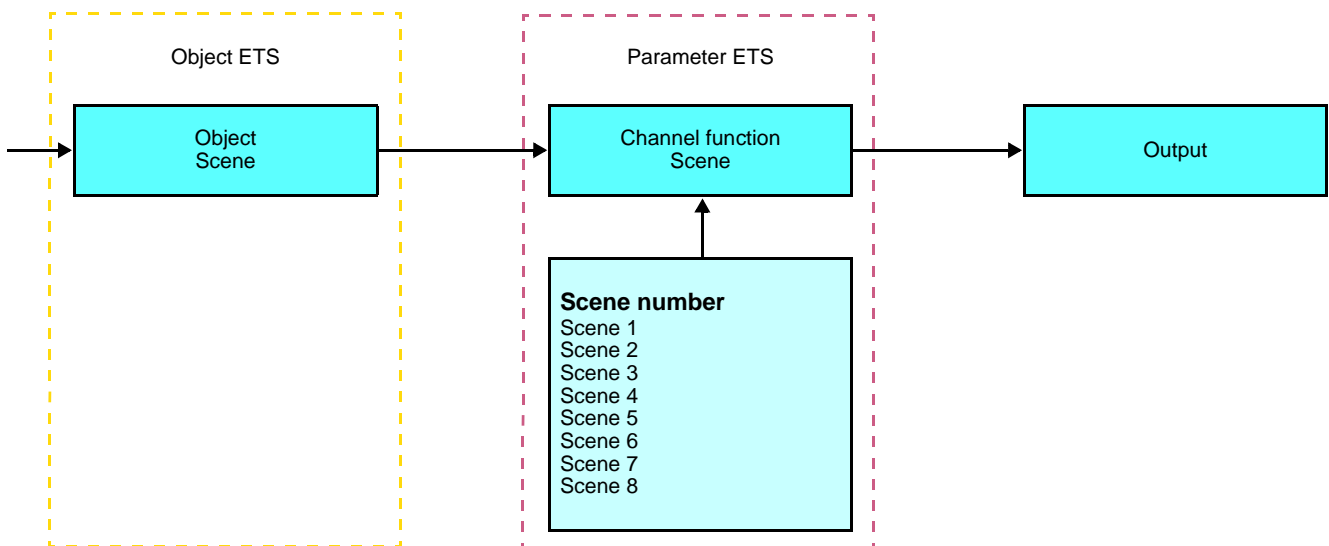 Object ETS
Parameter ETS
Object
Scene
Channel function
Scene
Output
Scene number
Scene 1
Scene 2
Scene 3
Scene 4
Scene 5
Scene 6
Scene 7
Scene 8